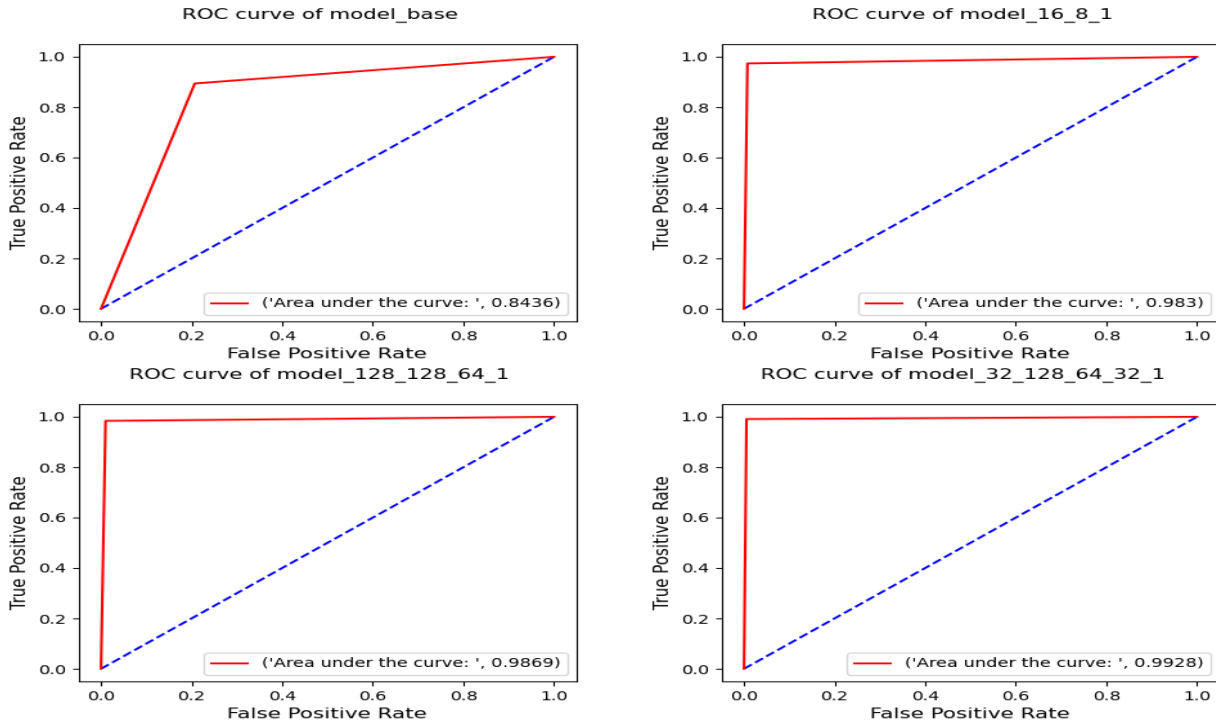 ROC curve of model_base
1.0
0.8
0.6
0.4
0.2
0.0
True Positive Rate
('Area under the curve: ', 0.8436)
0.0 0.2 0.4 0.6 0.8 1.0
False Positive Rate
ROC curve of model_16_8_1
1.0
0.8
0.6
0.4
0.2
0.0
True Positive Rate
('Area under the curve: ', 0.983)
0.0 0.2 0.4 0.6 0.8 1.0
False Positive Rate
ROC curve of model_128_128_64_1
1.0
0.8
0.6
0.4
0.2
0.0
True Positive Rate
('Area under the curve: ', 0.9869)
0.0 0.2 0.4 0.6 0.8 1.0
False Positive Rate
ROC curve of model_32_128_64_32_1
1.0
0.8
0.6
0.4
0.2
0.0
True Positive Rate
('Area under the curve: ', 0.9928)
0.0 0.2 0.4 0.6 0.8 1.0
False Positive Rate